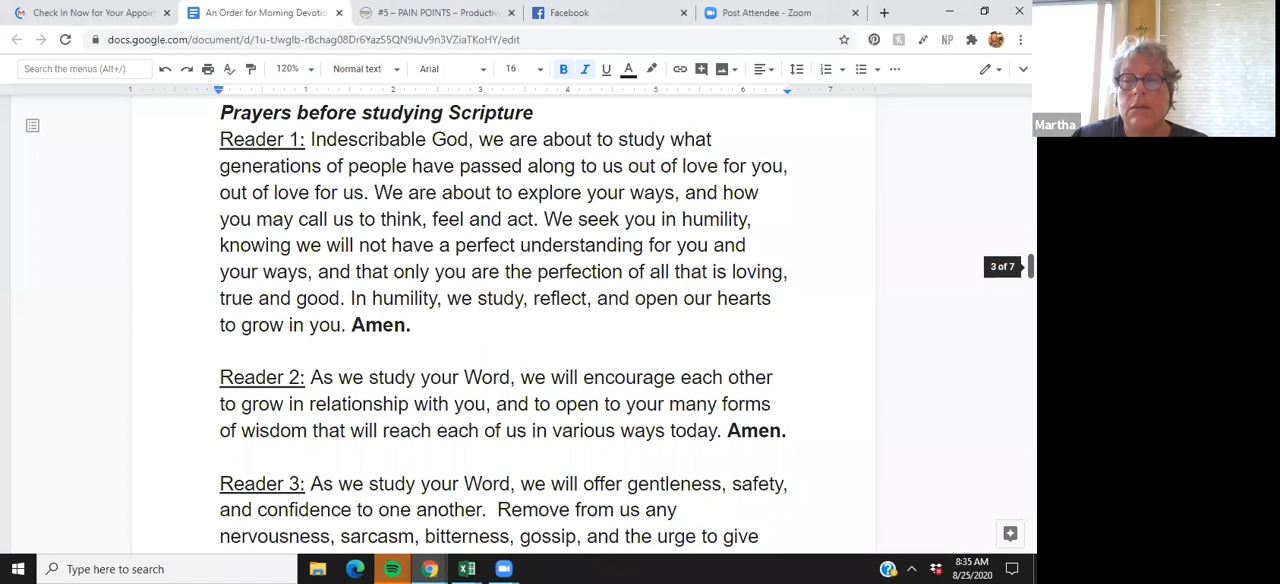 Check In Now for Your Appoin
An Order for Morning Devotio
#5 – PAIN POINTS – Productiv
Facebook
Post Attendee - Zoom
docs.google.com/document/d/1u-tJwglb-rBchag08Dr6YazS5QN9iUv9n3VZiaTKoHY/edit
NP
Search the menus (Alt+/)
120%
Normal text
Arial
16
B I U A
1 1 2 3 4 5 6 7
Prayers before studying Scripture
Reader 1: Indescribable God, we are about to study what
generations of people have passed along to us out of love for you,
out of love for us. We are about to explore your ways, and how
you may call us to think, feel and act. We seek you in humility,
knowing we will not have a perfect understanding for you and
your ways, and that only you are the perfection of all that is loving,
true and good. In humility, we study, reflect, and open our hearts
to grow in you. Amen.
Reader 2: As we study your Word, we will encourage each other
to grow in relationship with you, and to open to your many forms
of wisdom that will reach each of us in various ways today. Amen.
Reader 3: As we study your Word, we will offer gentleness, safety,
and confidence to one another.  Remove from us any
nervousness, sarcasm, bitterness, gossip, and the urge to give
3 of 7
Martha
Type here to search
8:35 AM
8/25/2020